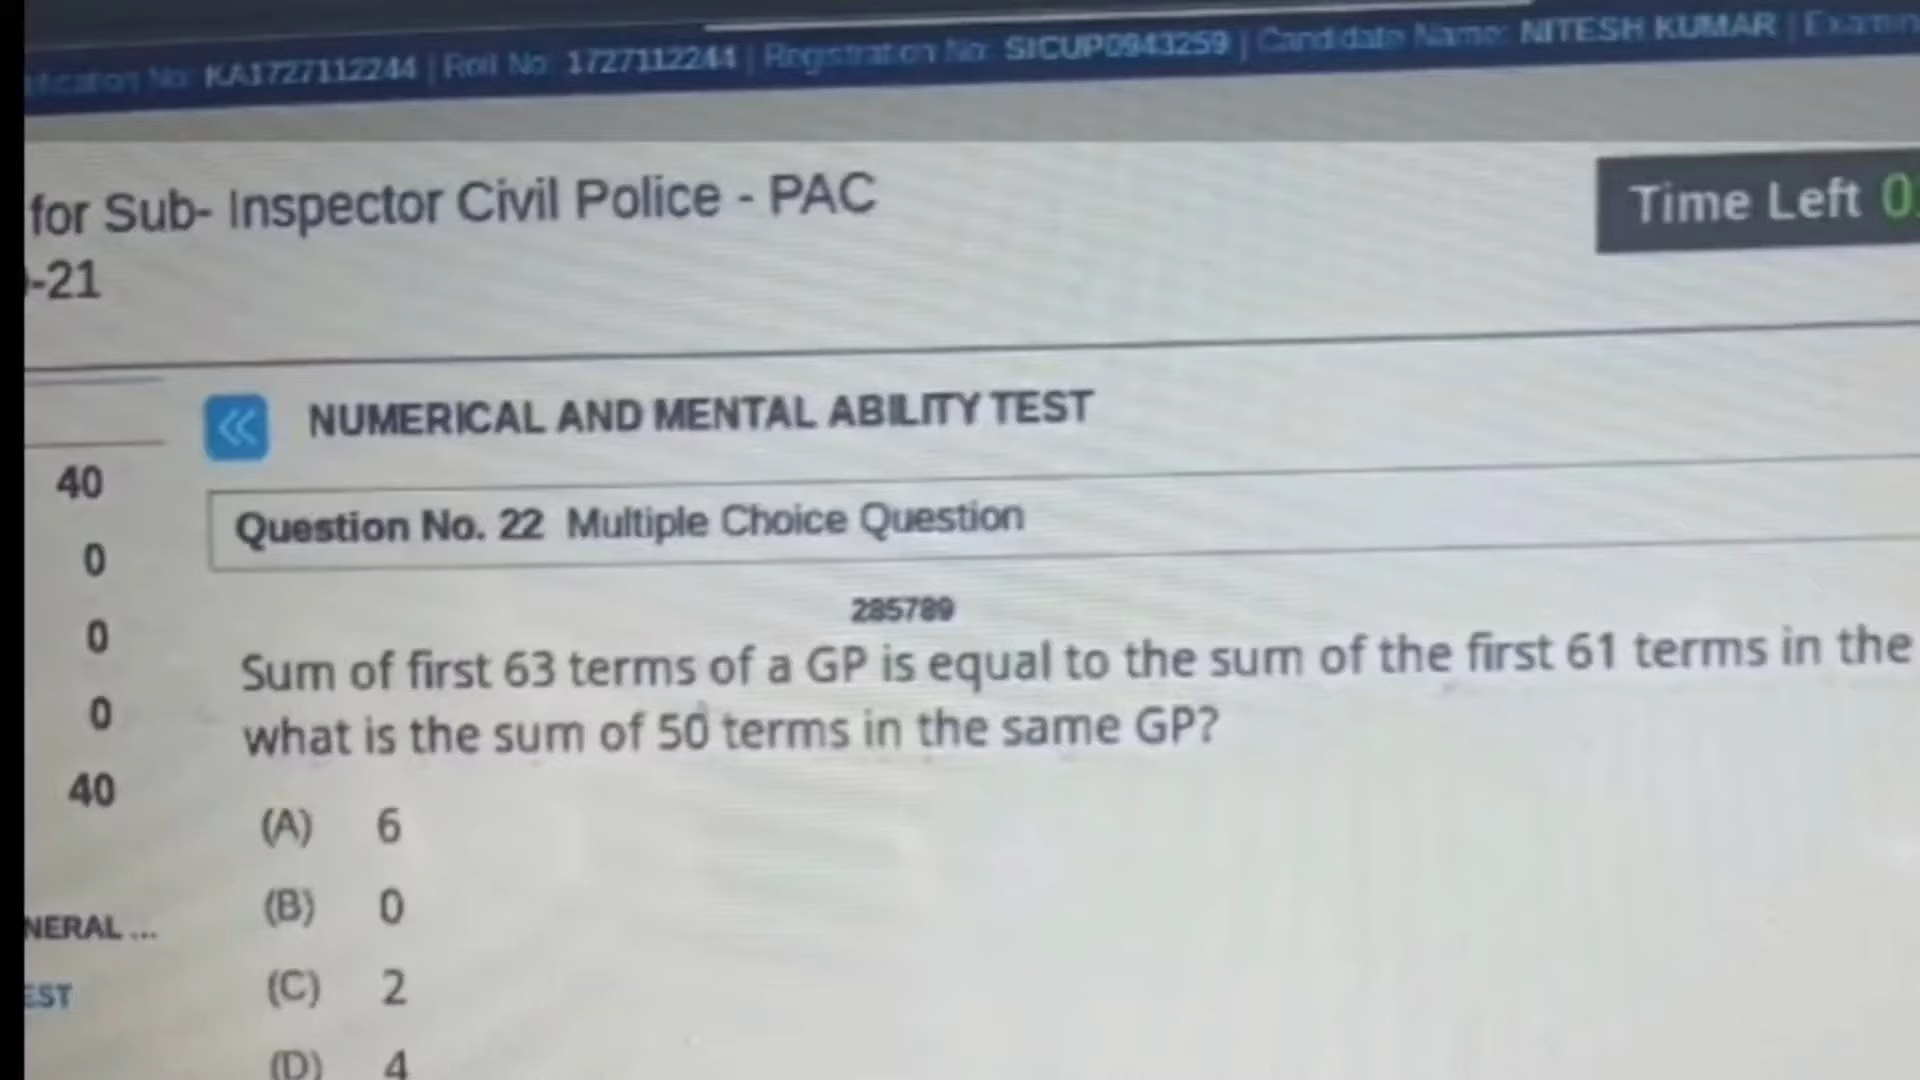 KA1727112244 | Roll No: 1727112244 | Registration No: SICUP0943259 | Candidate Name: NITESH KUMAR |
for Sub- Inspector Civil Police - PAC
-21
Time Left
NUMERICAL AND MENTAL ABILITY TEST
40
0
0
0
40
NERAL ...
EST
Question No. 22 Multiple Choice Question
285789
Sum of first 63 terms of a GP is equal to the sum of the first 61 terms in the
what is the sum of 50 terms in the same GP?
(A) 6
(B) 0
(C) 2
(D) 4